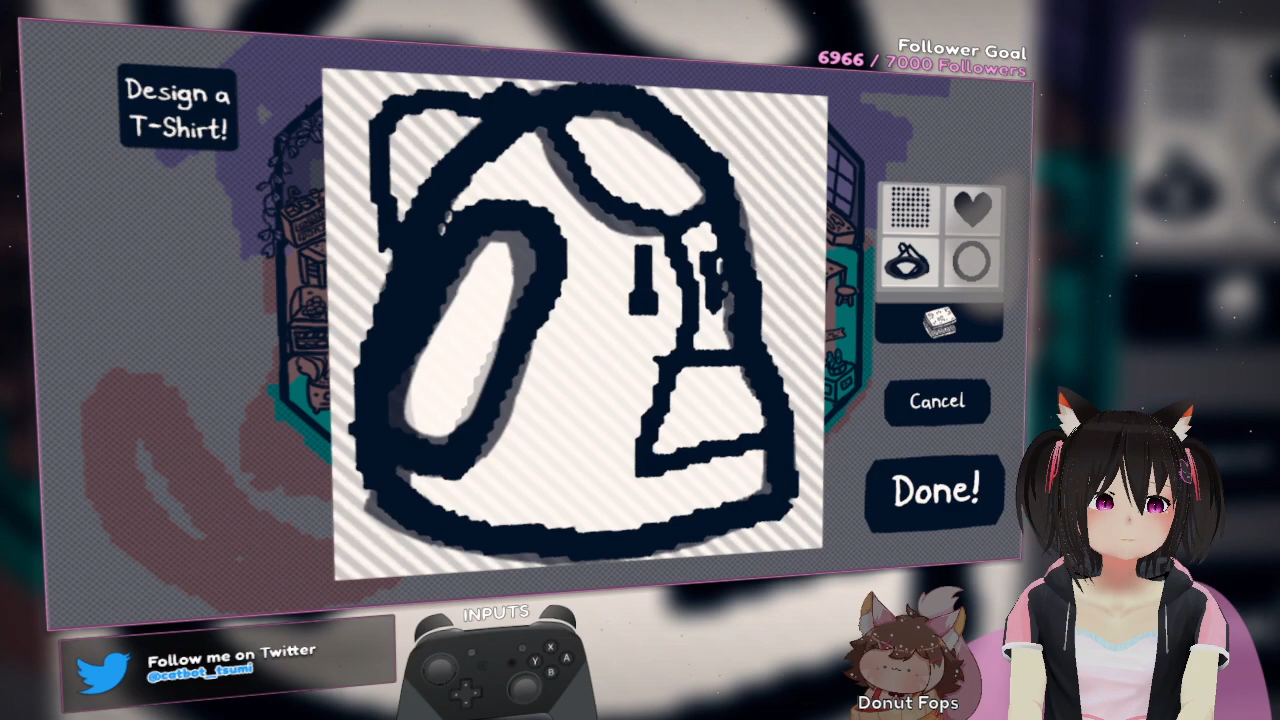 Follower Goal
6966 / 7000 Followers
Design a
T-Shirt!
Cancel
Done!
INPUTS
X
Y A
B
Follow me on Twitter
@catbot_tsumi
Donut Fops